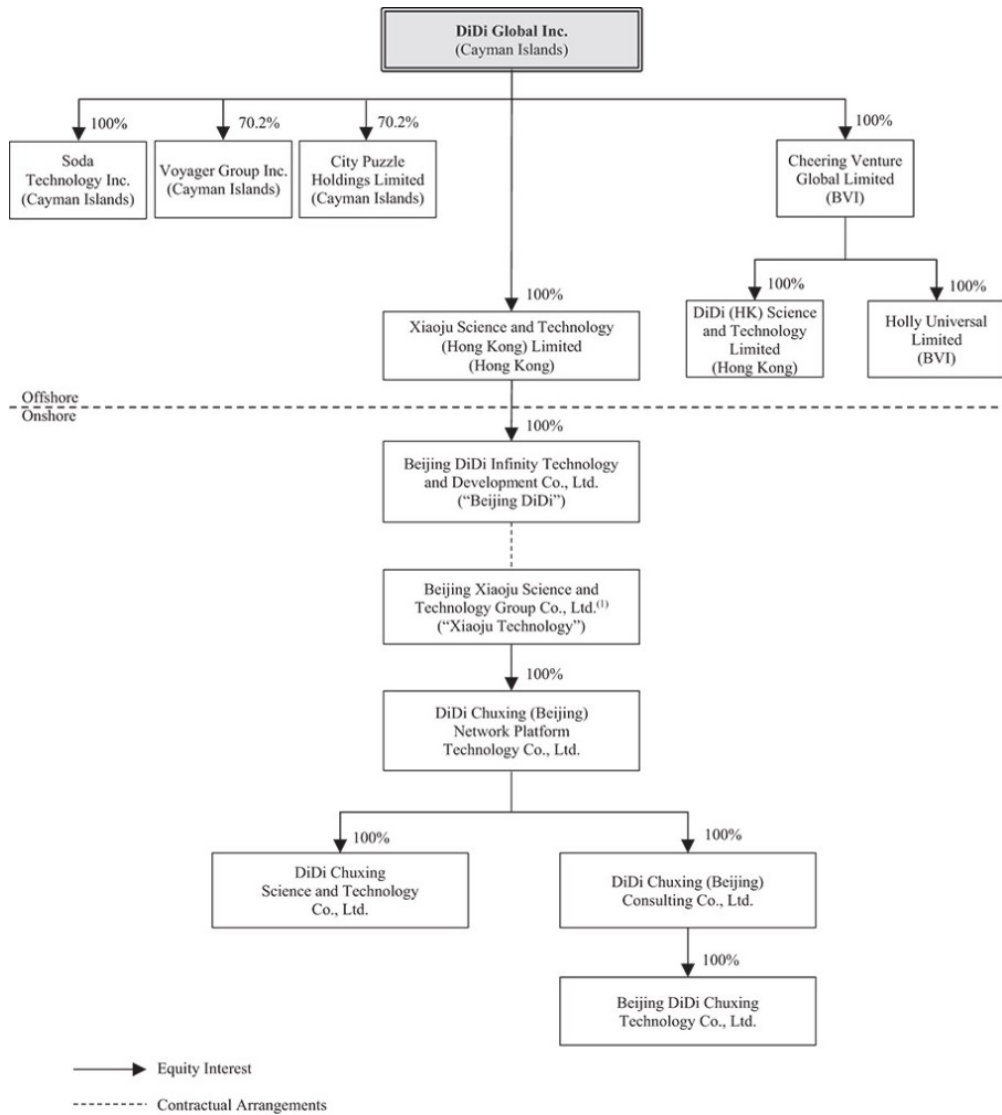 DiDi Global Inc.
(Cayman Islands)
100%
70.2%
70.2%
100%
Soda
Technology Inc.
(Cayman Islands)
Voyager Group Inc.
(Cayman Islands)
City Puzzle
Holdings Limited
(Cayman Islands)
Cheering Venture
Global Limited
(BVI)
100%
100%
100%
Xiaoju Science and Technology
(Hong Kong) Limited
(Hong Kong)
DiDi (HK) Science
and Technology
Limited
(Hong Kong)
Holly Universal
Limited
(BVI)
Offshore
Onshore
100%
Beijing DiDi Infinity Technology
and Development Co., Ltd.
(“Beijing DiDi”)
Beijing Xiaoju Science and
Technology Group Co., Ltd.(1)
(“Xiaoju Technology”)
100%
DiDi Chuxing (Beijing)
Network Platform
Technology Co., Ltd.
100%
100%
DiDi Chuxing
Science and Technology
Co., Ltd.
DiDi Chuxing (Beijing)
Consulting Co., Ltd.
100%
Beijing DiDi Chuxing
Technology Co., Ltd.
Equity Interest
Contractual Arrangements